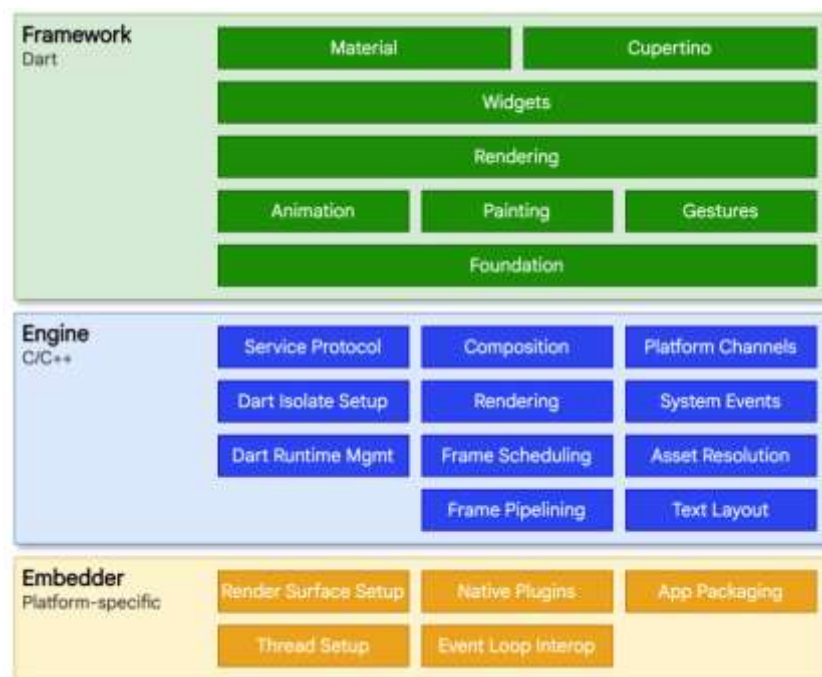 Framework
Dart
Material
Cupertino
Widgets
Rendering
Animation
Painting
Gestures
Foundation
Engine
C/C++
Service Protocol
Composition
Platform Channels
Dart Isolate Setup
Rendering
System Events
Dart Runtime Mgmt
Frame Scheduling
Asset Resolution
Frame Pipelining
Text Layout
Embedder
Platform-specific
Render Surface Setup
Native Plugins
App Packaging
Thread Setup
Event Loop Interop